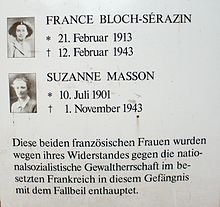 FRANCE BLOCH-SÉRAZIN
* 21. Februar 1913
† 12. Februar 1943
SUZANNE MASSON
* 10. Juli 1901
† 1. November 1943
Diese beiden französischen Frauen wurden
wegen ihres Widerstandes gegen die natio-
nalsozialistische Gewaltherrschaft im be-
setzten Frankreich in diesem Gefängnis
mit dem Fallbeil enthauptet.